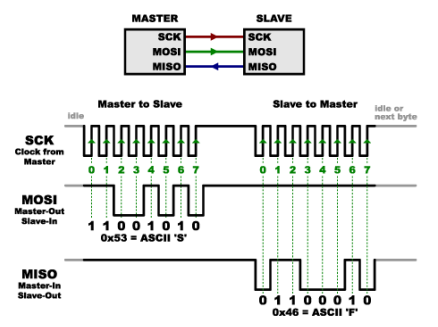 MASTER SLAVE
SCK SCK
MOSI MOSI
MISO MISO
Master to Slave Slave to Master
idle idle or
next byte
SCK
Clock from
Master
0 1 2 3 4 5 6 7 0 1 2 3 4 5 6 7
MOSI
Master-Out
Slave-In
1 1 0 0 1 0 1 0
0x53 = ASCII 'S'
MISO
Master-In
Slave-Out
0 1 1 0 0 0 1 0
0x46 = ASCII 'F'